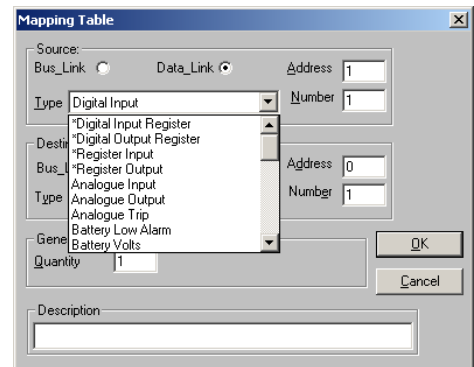 Mapping Table
Source:
Bus_Link Data_Link Address 1
Type Digital Input Number 1
*Digital Input Register
*Digital Output Register
*Register Input
*Register Output
Analogue Input
Analogue Output
Analogue Trip
Battery Low Alarm
Battery Volts
Address 0
Type Number 1
Quantity 1
OK
Cancel
Description